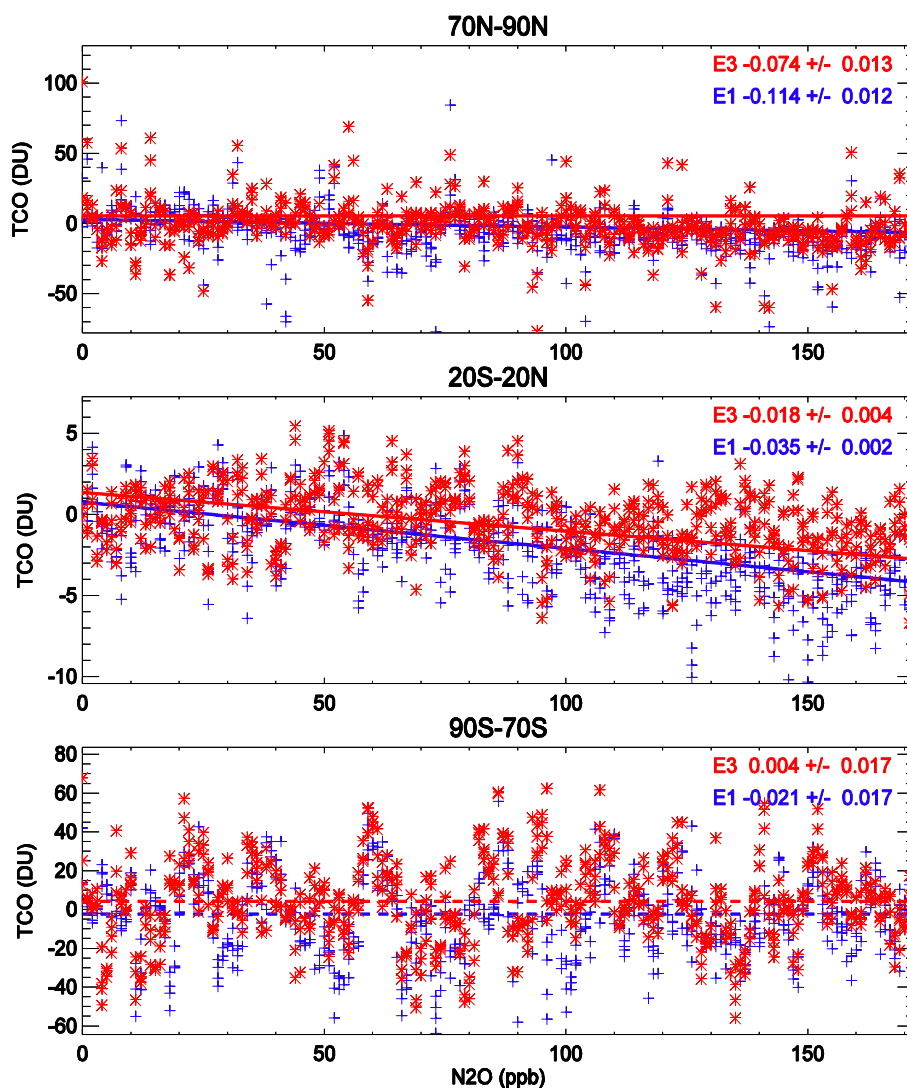 70N-90N
E3 -0.074 +/- 0.013
E1 -0.114 +/- 0.012
TCO (DU)
100
50
0
-50
0 50 100 150
20S-20N
E3 -0.018 +/- 0.004
E1 -0.035 +/- 0.002
TCO (DU)
5
0
-5
-10
0 50 100 150
90S-70S
E3 0.004 +/- 0.017
E1 -0.021 +/- 0.017
TCO (DU)
80
60
40
20
0
-20
-40
-60
0 50 100 150
N2O (ppb)